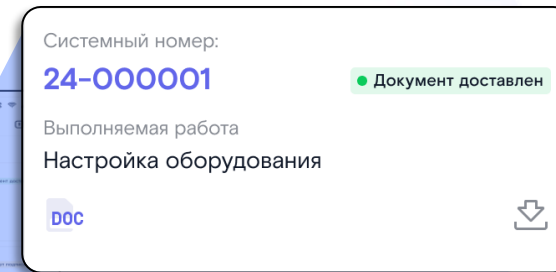 Системный номер:
24-000001
Документ доставлен
Выполняемая работа
Настройка оборудования
DOC